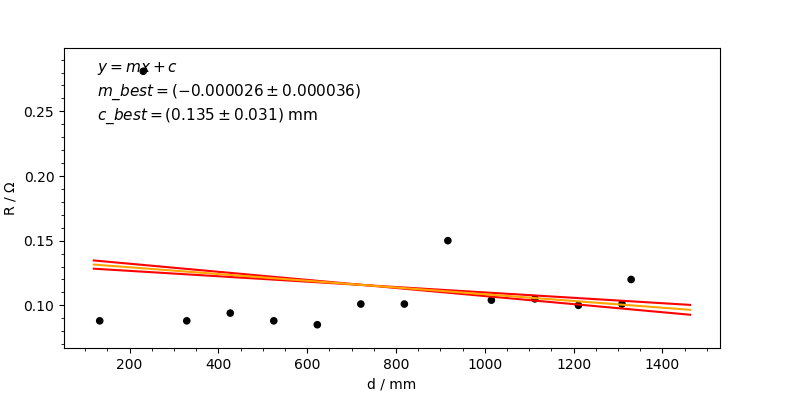 y = mx + c
m_best = (−0.000026 ± 0.000036)
c_best = (0.135 ± 0.031) mm
R / Ω
0.25
0.20
0.15
0.10
200 400 600 800 1000 1200 1400
d / mm